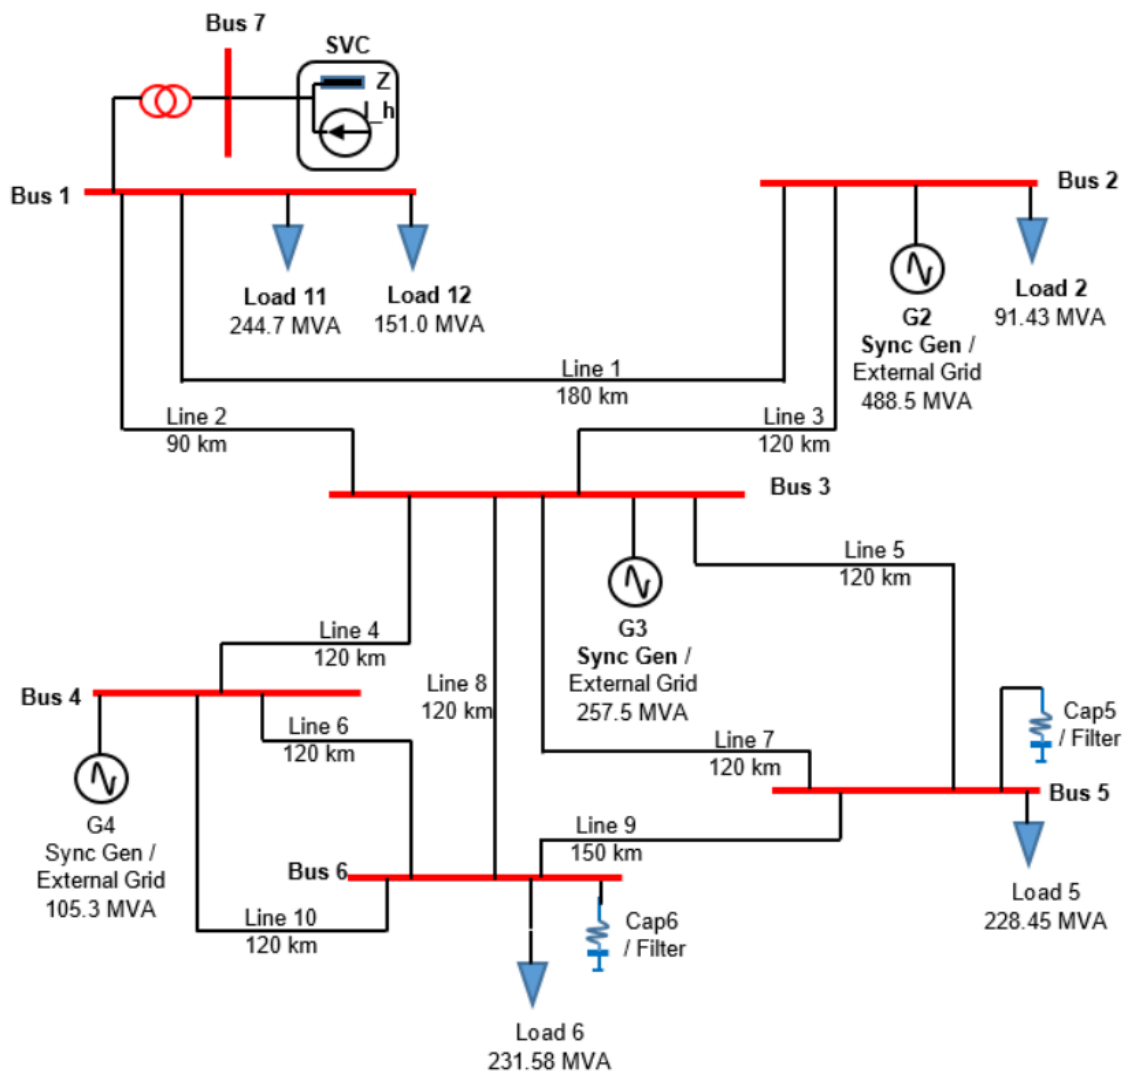 Bus 7
SVC
Z
I_h
Bus 1
Bus 2
Load 11
244.7 MVA
Load 12
151.0 MVA
G2
Sync Gen /
External Grid
488.5 MVA
Load 2
91.43 MVA
Line 1
180 km
Line 2
90 km
Line 3
120 km
Bus 3
Line 5
120 km
G3
Sync Gen /
External Grid
257.5 MVA
Line 4
120 km
Line 8
120 km
Bus 4
Line 6
120 km
Cap5
/ Filter
Line 7
120 km
Bus 5
G4
Sync Gen /
External Grid
105.3 MVA
Line 9
150 km
Bus 6
Load 5
228.45 MVA
Line 10
120 km
Cap6
/ Filter
Load 6
231.58 MVA